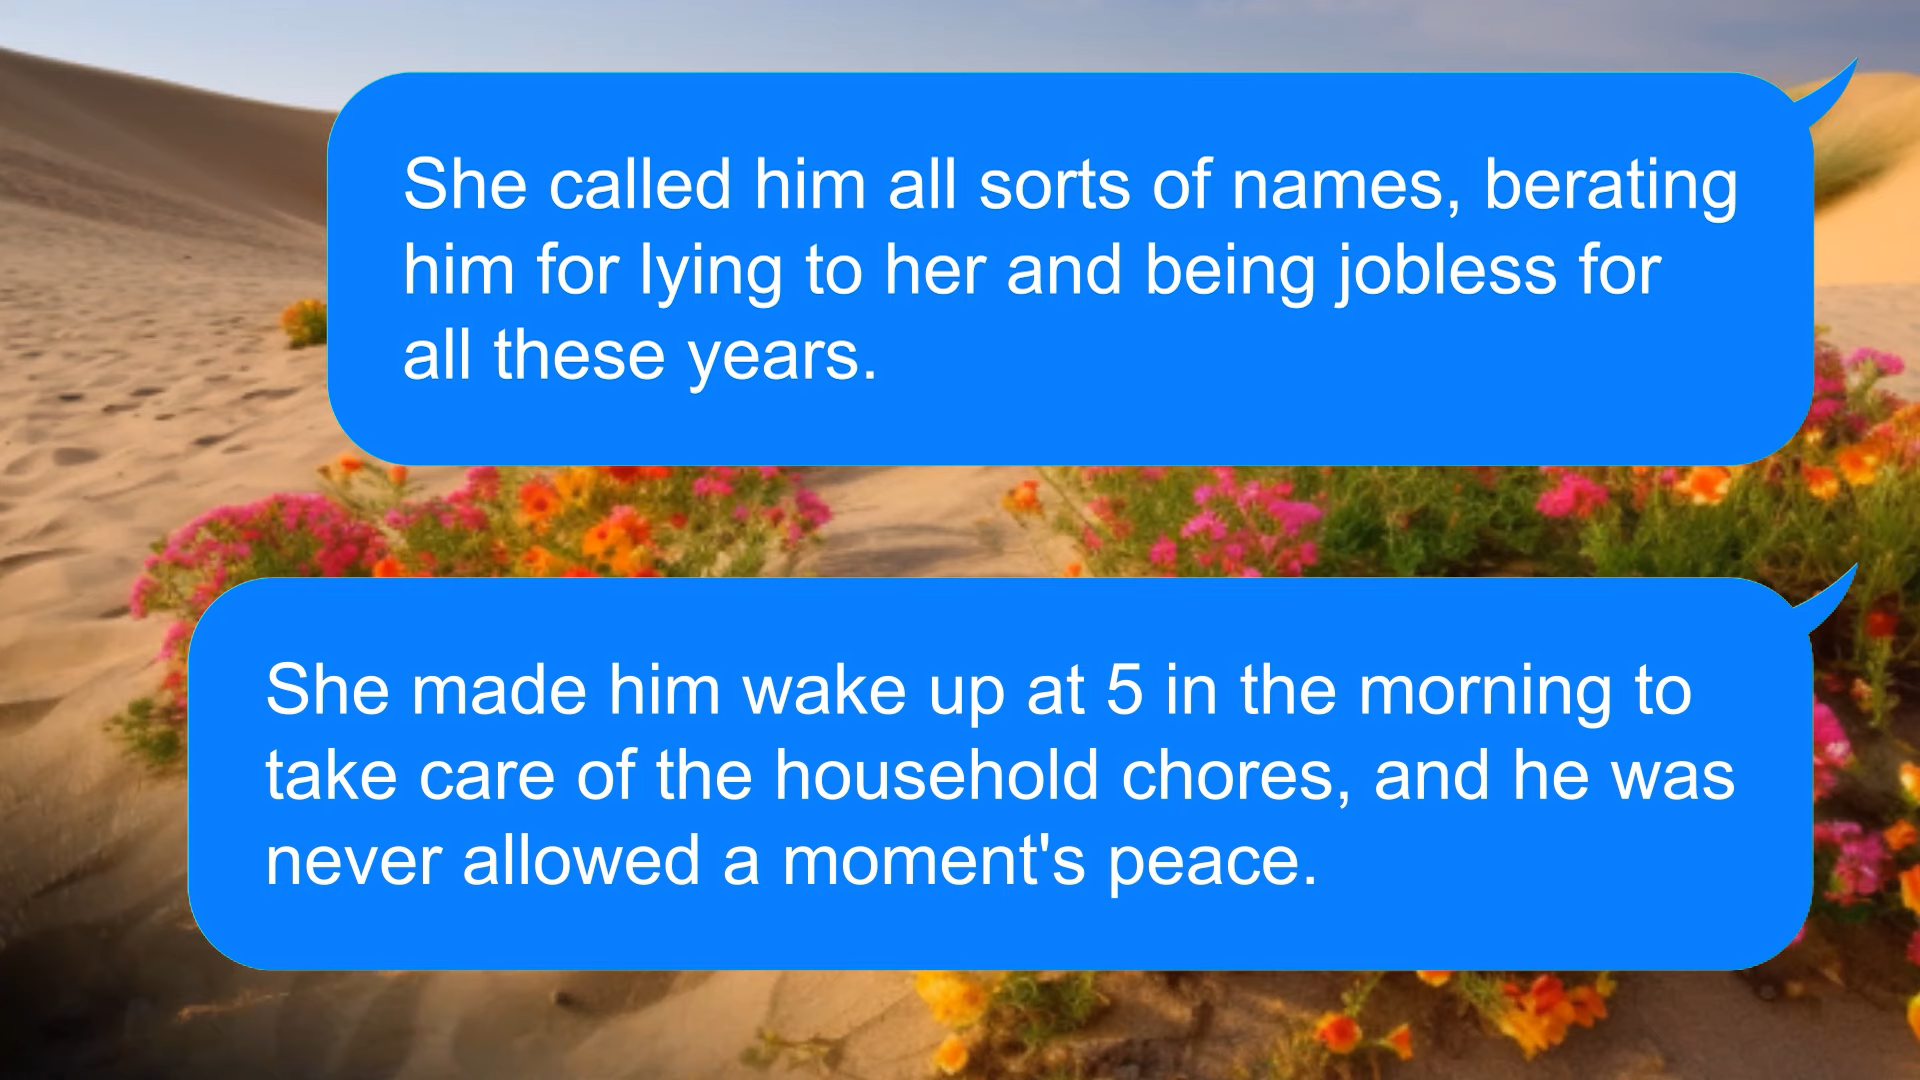 She called him all sorts of names, berating
him for lying to her and being jobless for
all these years.
She made him wake up at 5 in the morning to
take care of the household chores, and he was
never allowed a moment's peace.